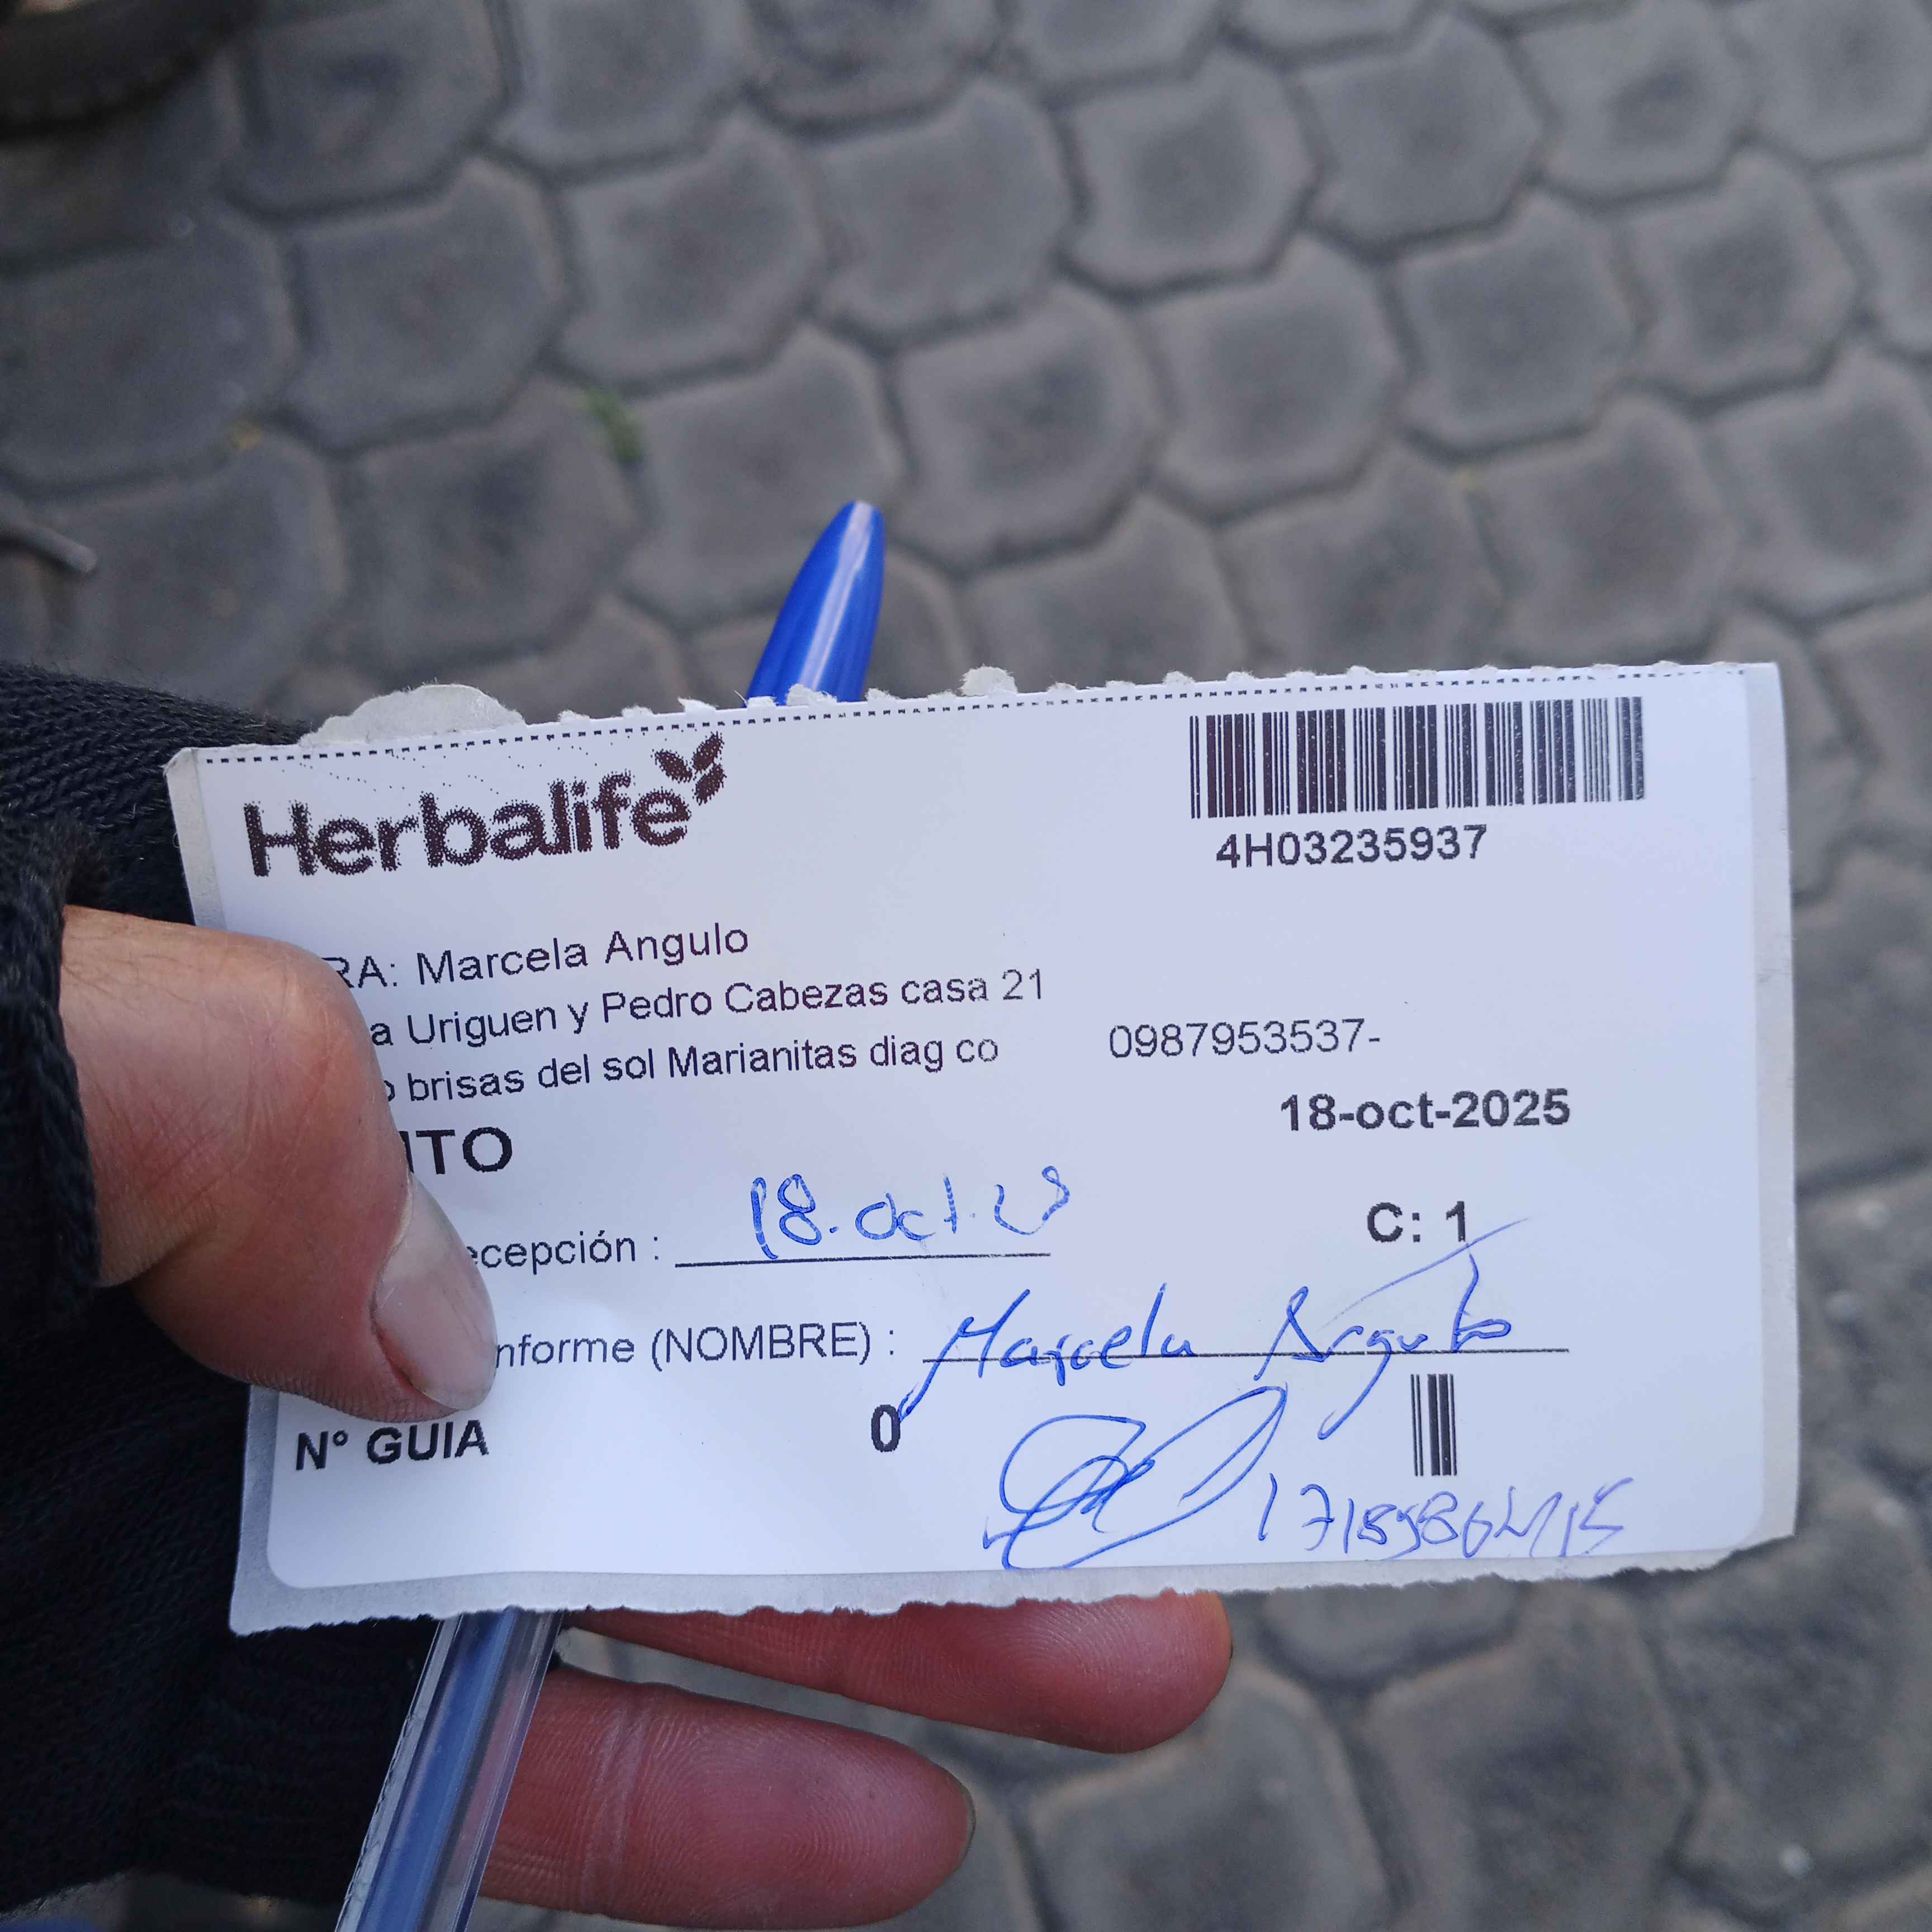 Herbalife
4H03235937
RA: Marcela Angulo
a Uriguen y Pedro Cabezas casa 21
brisas del sol Marianitas diag co
0987953537-
ITO
18-oct-2025
ecepción : 18.oct.25
C: 1
nforme (NOMBRE) : Marcela Angulo
N° GUIA 0